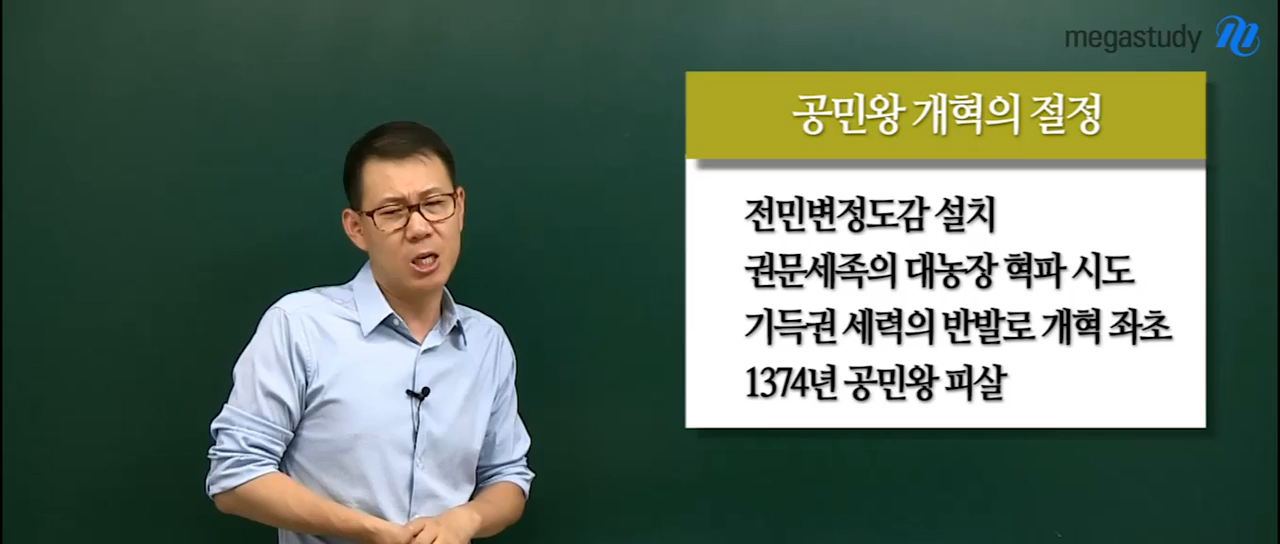 megastudy
공민왕 개혁의 절정
전민변정도감 설치
권문세족의 대농장 혁파 시도
기득권 세력의 반발로 개혁 좌초
1374년 공민왕 피살